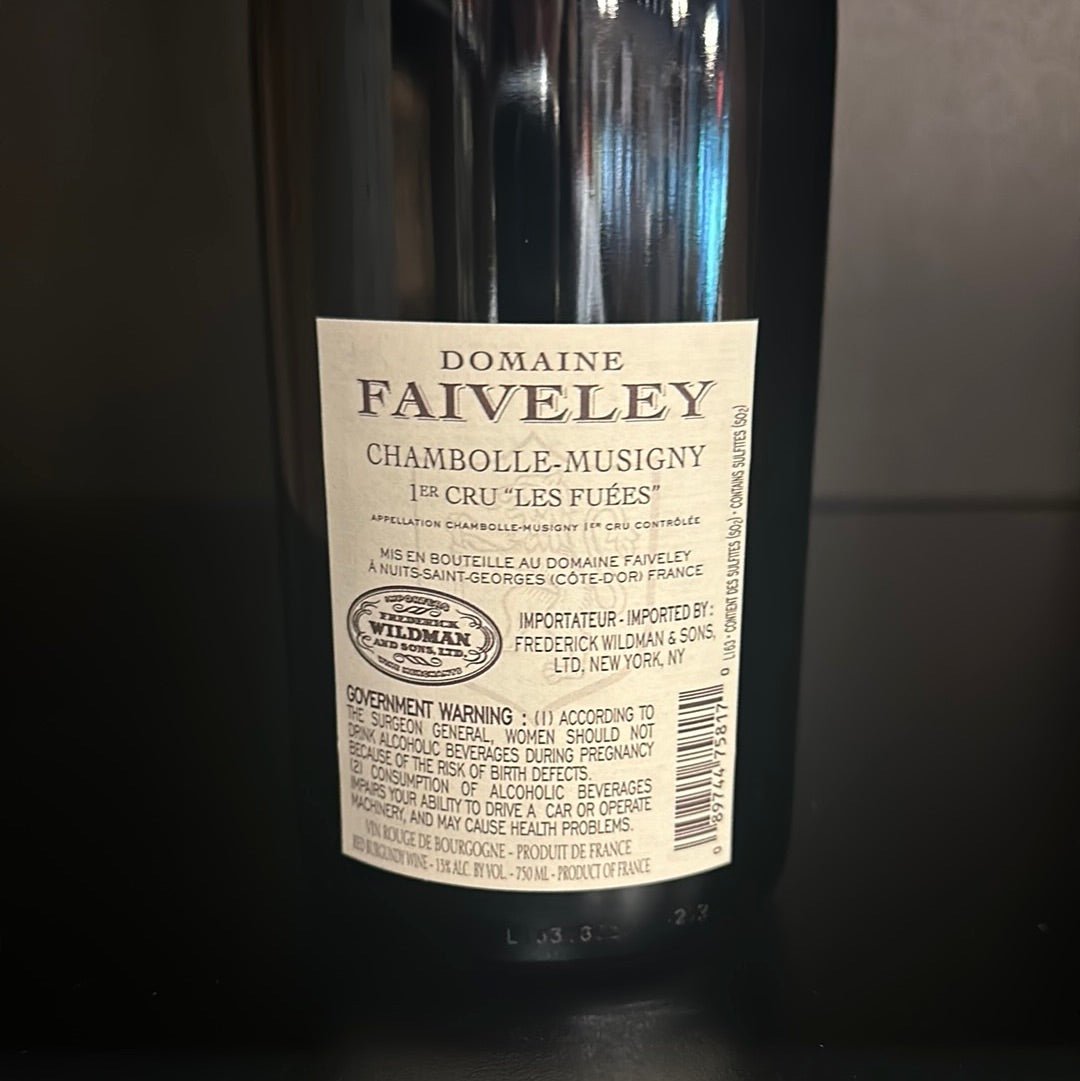 DOMAINE
FAIVELEY
CHAMBOLLE-MUSIGNY
1ER CRU “LES FUÉES”
APPELLATION CHAMBOLLE-MUSIGNY 1ER CRU CONTRÔLÉE
MIS EN BOUTEILLE AU DOMAINE FAIVELEY
À NUITS-SAINT-GEORGES (CÔTE-D'OR) FRANCE
IMPORTERS
FREDERICK
WILDMAN
AND SONS, LTD.
WINE MERCHANTS
IMPORTATEUR - IMPORTED BY :
FREDERICK WILDMAN & SONS,
LTD, NEW YORK, NY
GOVERNMENT WARNING : (1) ACCORDING TO
THE SURGEON GENERAL, WOMEN SHOULD NOT
DRINK ALCOHOLIC BEVERAGES DURING PREGNANCY
BECAUSE OF THE RISK OF BIRTH DEFECTS.
(2) CONSUMPTION OF ALCOHOLIC BEVERAGES
IMPAIRS YOUR ABILITY TO DRIVE A CAR OR OPERATE
MACHINERY, AND MAY CAUSE HEALTH PROBLEMS.
VIN ROUGE DE BOURGOGNE - PRODUIT DE FRANCE
RED BURGUNDY WINE - 13% ALC. BY VOL. - 750 ML - PRODUCT OF FRANCE
L163 - CONTIENT DES SULFITES (SO2) - CONTAINS SULFITES (SO2)
0 89744 75817 0